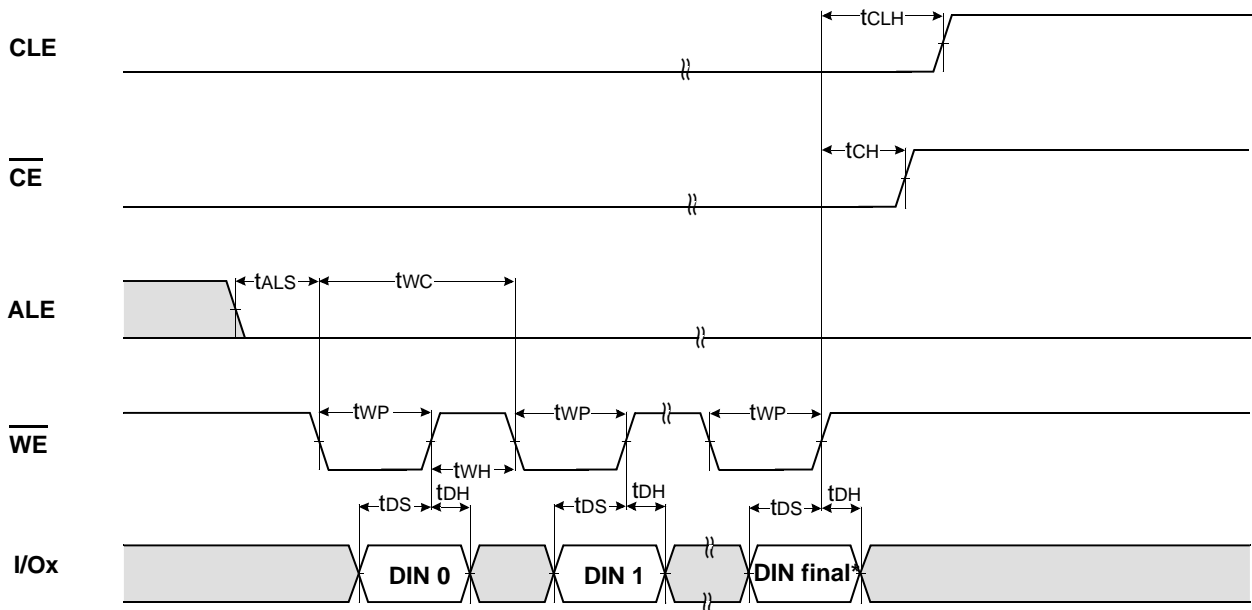 tCLH
CLE
CE
tCH
ALE
tALS
tWC
WE
tWP
tWP
tWP
tWH
tDS
tDH
tDS
tDH
tDS
tDH
I/Ox
DIN 0
DIN 1
DIN final*